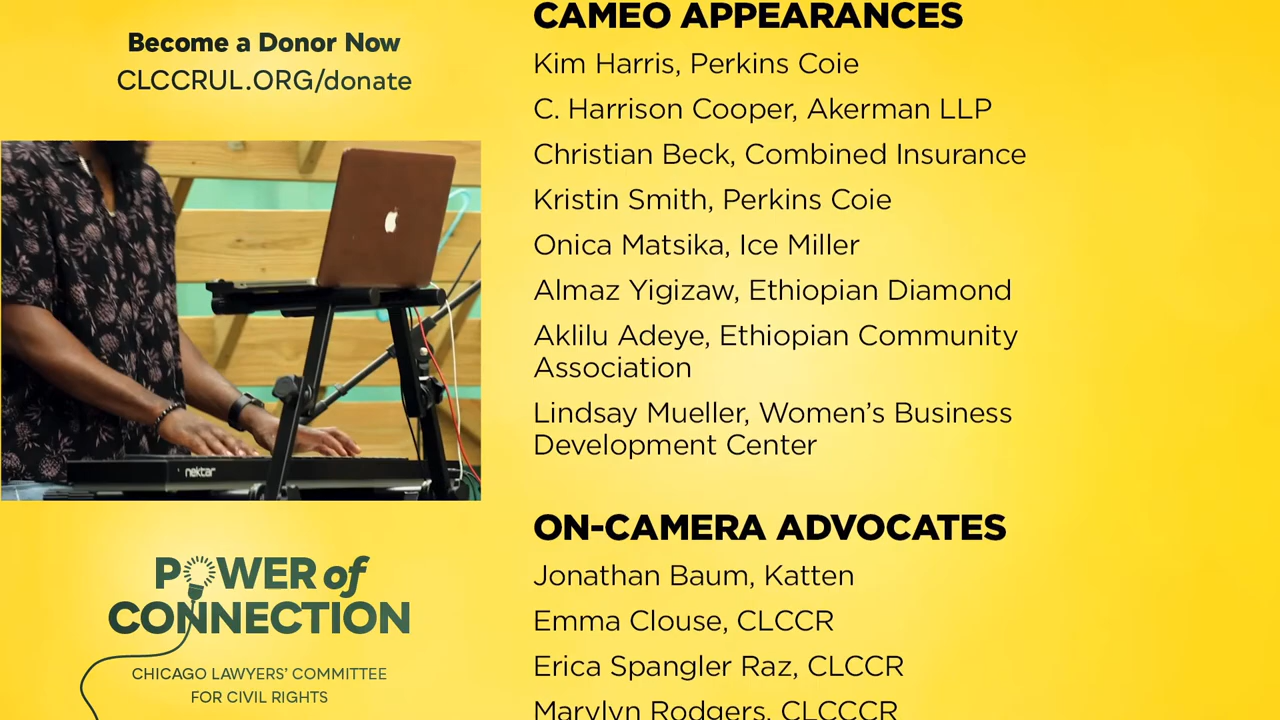 Become a Donor Now
CLCCRUL.ORG/donate
nektar
POWER of
CONNECTION
CHICAGO LAWYERS' COMMITTEE
FOR CIVIL RIGHTS
CAMEO APPEARANCES
Kim Harris, Perkins Coie
C. Harrison Cooper, Akerman LLP
Christian Beck, Combined Insurance
Kristin Smith, Perkins Coie
Onica Matsika, Ice Miller
Almaz Yigizaw, Ethiopian Diamond
Aklilu Adeye, Ethiopian Community
Association
Lindsay Mueller, Women's Business
Development Center
ON-CAMERA ADVOCATES
Jonathan Baum, Katten
Emma Clouse, CLCCR
Erica Spangler Raz, CLCCR
Marylyn Rodgers, CLCCCR